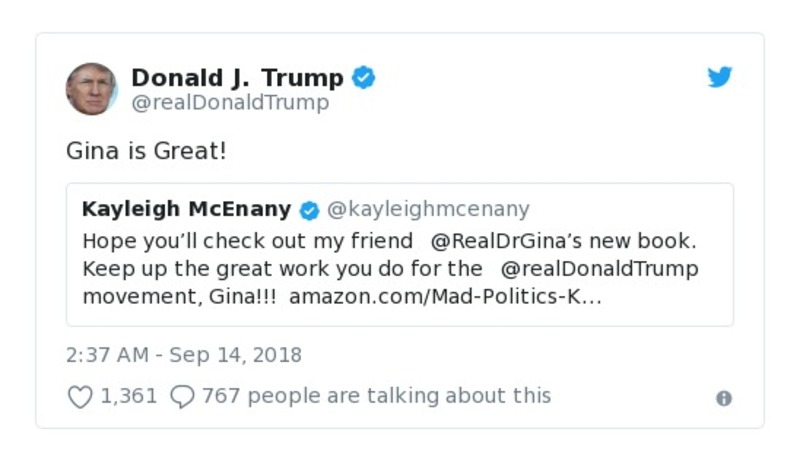 Donald J. Trump
@realDonaldTrump
Gina is Great!
Kayleigh McEnany @kayleighmcenany
Hope you’ll check out my friend @RealDrGina’s new book.
Keep up the great work you do for the @realDonaldTrump
movement, Gina!!! amazon.com/Mad-Politics-K…
2:37 AM - Sep 14, 2018
1,361 767 people are talking about this